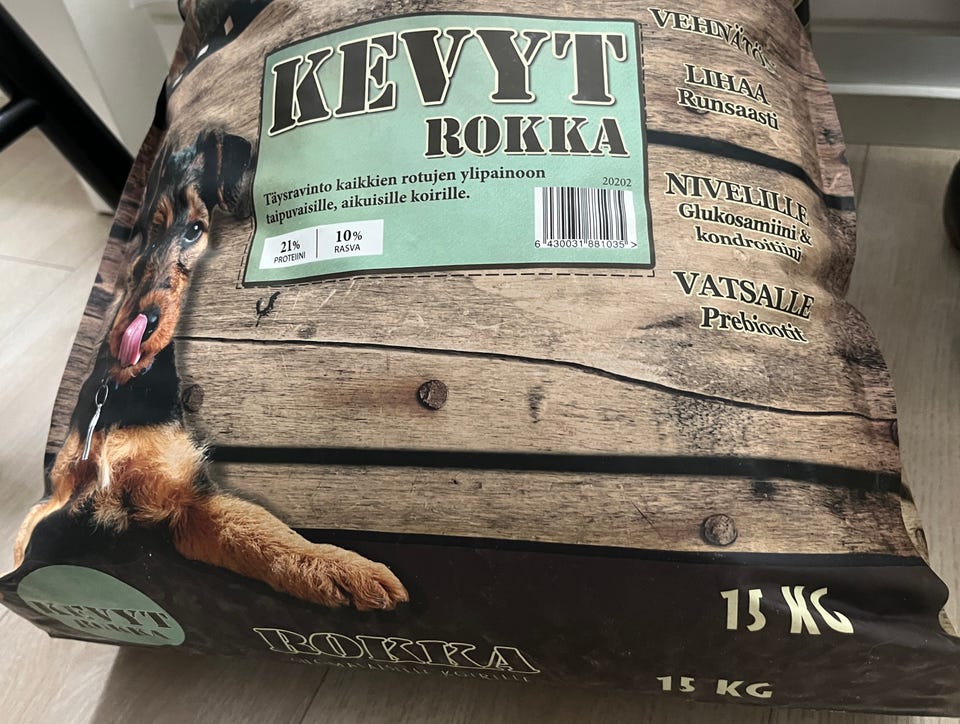 KEVYT
ROKKA
Täysravinto kaikkien rotujen ylipainoon
taipuvaisille, aikuisille koirille.
21%
PROTEIINI
10%
RASVA
20202
6 430031 881035 >
VEHNÄTÖN
LIHAA
Runsaasti
NIVELILLE
Glukosamiini &
kondroitiini
VATSALLE
Prebiootit
KEVYT
ROKKA
ROKKA
KOIRILLE
15 KG
15 KG